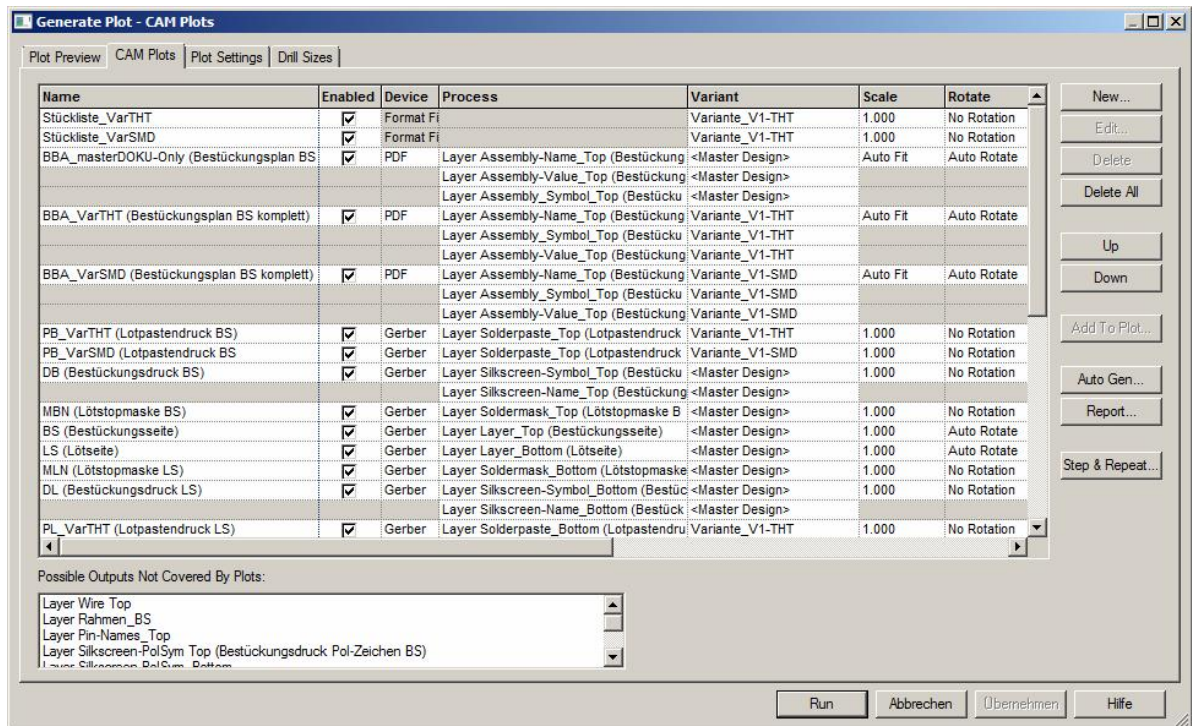 Generate Plot - CAM Plots
Plot Preview CAM Plots Plot Settings Drill Sizes
Name Enabled Device Process Variant Scale Rotate
Stückliste_VarTHT Format Fi Variante_V1-THT 1.000 No Rotation
Stückliste_VarSMD Format Fi Variante_V1-SMD 1.000 No Rotation
BBA_masterDOKU-Only (Bestückungsplan BS PDF Layer Assembly-Name_Top (Bestückung <Master Design> Auto Fit Auto Rotate
Layer Assembly-Value_Top (Bestückung <Master Design>
Layer Assembly_Symbol_Top (Bestücku <Master Design>
BBA_VarTHT (Bestückungsplan BS komplett) PDF Layer Assembly-Name_Top (Bestückung Variante_V1-THT Auto Fit Auto Rotate
Layer Assembly_Symbol_Top (Bestücku Variante_V1-THT
Layer Assembly-Value_Top (Bestückung Variante_V1-THT
BBA_VarSMD (Bestückungsplan BS komplett) PDF Layer Assembly-Name_Top (Bestückung Variante_V1-SMD Auto Fit Auto Rotate
Layer Assembly_Symbol_Top (Bestücku Variante_V1-SMD
Layer Assembly-Value_Top (Bestückung Variante_V1-SMD
PB_VarTHT (Lotpastendruck BS) Gerber Layer Solderpaste_Top (Lotpastendruck Variante_V1-THT 1.000 No Rotation
PB_VarSMD (Lotpastendruck BS Gerber Layer Solderpaste_Top (Lotpastendruck Variante_V1-SMD 1.000 No Rotation
DB (Bestückungsdruck BS) Gerber Layer Silkscreen-Symbol_Top (Bestücku <Master Design> 1.000 No Rotation
Layer Silkscreen-Name_Top (Bestückung <Master Design>
MBN (Lötstopmaske BS) Gerber Layer Soldermask_Top (Lötstopmaske B <Master Design> 1.000 No Rotation
BS (Bestückungsseite) Gerber Layer Layer_Top (Bestückungsseite) <Master Design> 1.000 Auto Rotate
LS (Lötseite) Gerber Layer Layer_Bottom (Lötseite) <Master Design> 1.000 Auto Rotate
MLN (Lötstopmaske LS) Gerber Layer Soldermask_Bottom (Lötstopmaske <Master Design> 1.000 No Rotation
DL (Bestückungsdruck LS) Gerber Layer Silkscreen-Symbol_Bottom (Bestüc <Master Design> 1.000 No Rotation
Layer Silkscreen-Name_Bottom (Bestück <Master Design>
PL_VarTHT (Lotpastendruck LS) Gerber Layer Solderpaste_Bottom (Lotpastendru Variante_V1-THT 1.000 No Rotation
New...
Edit...
Delete
Delete All
Up
Down
Add To Plot...
Auto Gen...
Report...
Step & Repeat...
Possible Outputs Not Covered By Plots:
Layer Wire Top
Layer Rahmen_BS
Layer Pin-Names_Top
Layer Silkscreen-PolSym Top (Bestückungsdruck Pol-Zeichen BS)
Layer Silkscreen-PolSym
Run Abbrechen Übernehmen Hilfe